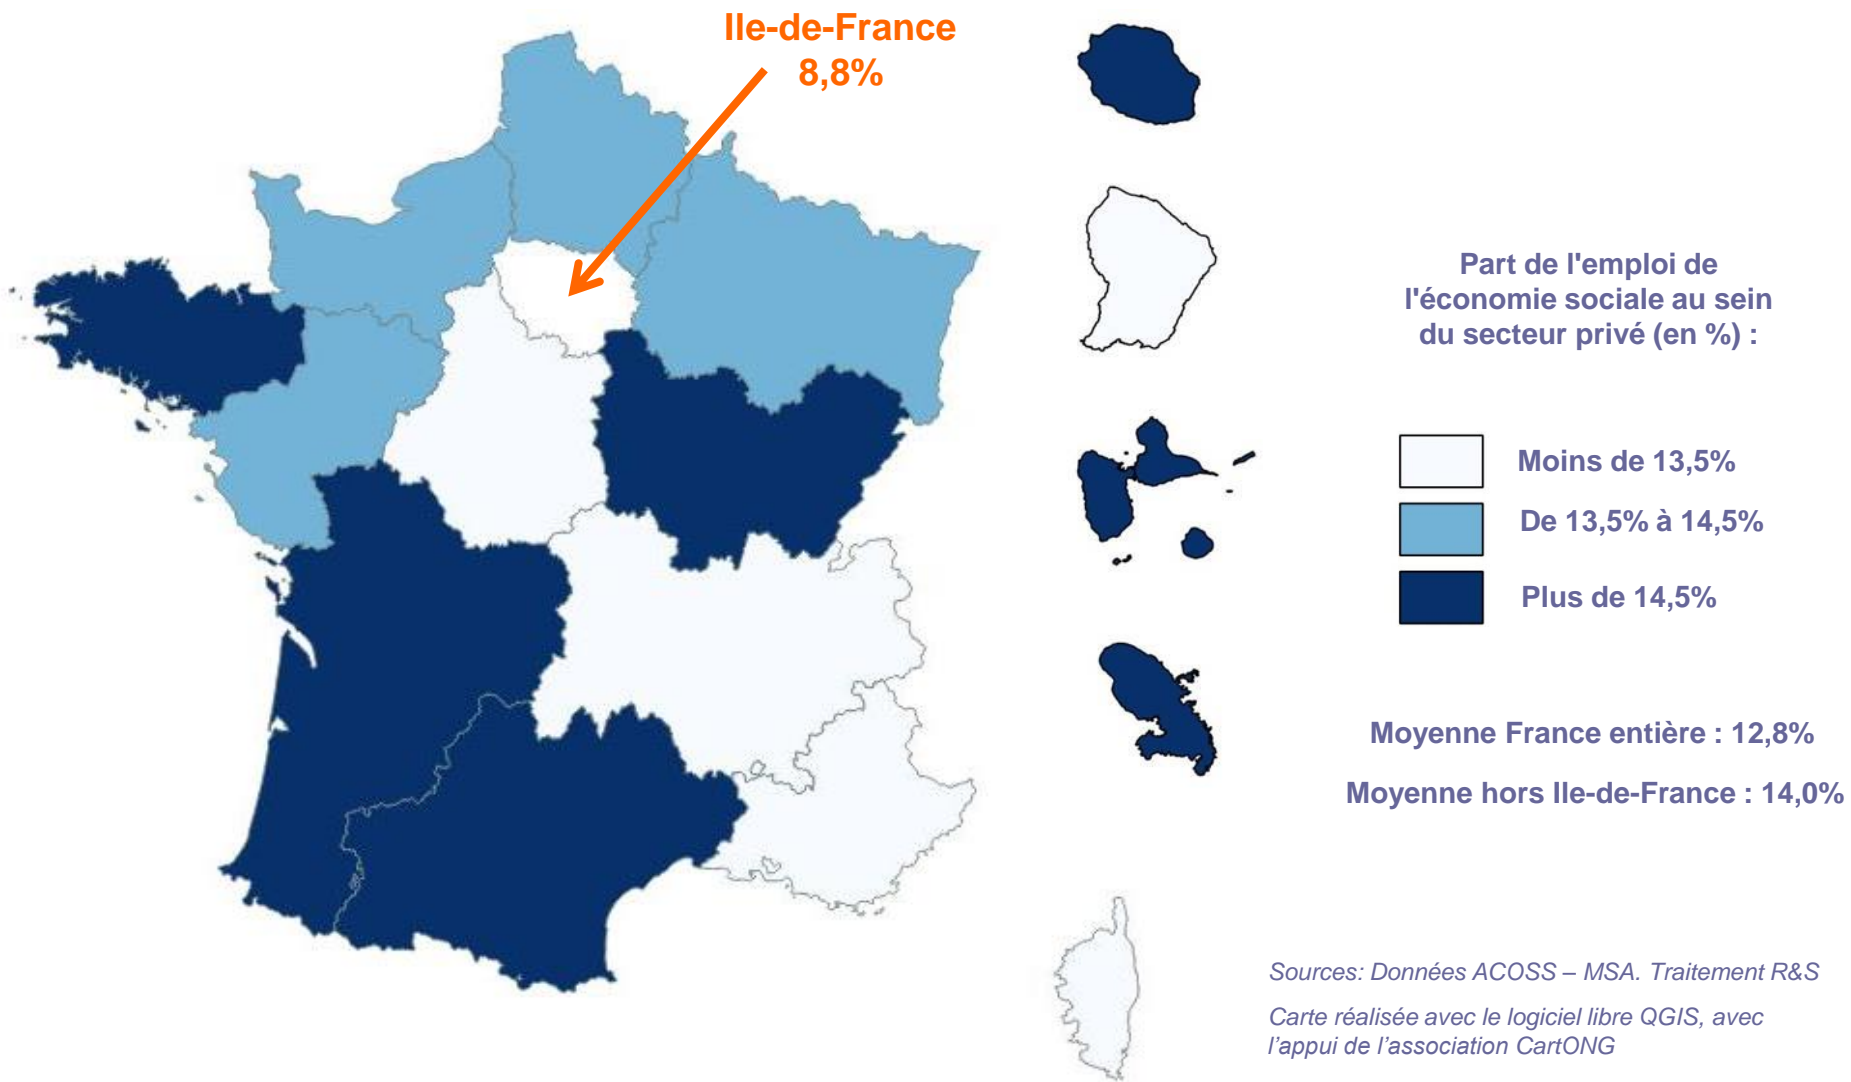 Ile-de-France
8,8%
Part de l'emploi de
l'économie sociale au sein
du secteur privé (en %) :
Moins de 13,5%
De 13,5% à 14,5%
Plus de 14,5%
Moyenne France entière : 12,8%
Moyenne hors Ile-de-France : 14,0%
Sources: Données ACOSS – MSA. Traitement R&S
Carte réalisée avec le logiciel libre QGIS, avec
l’appui de l’association CartONG